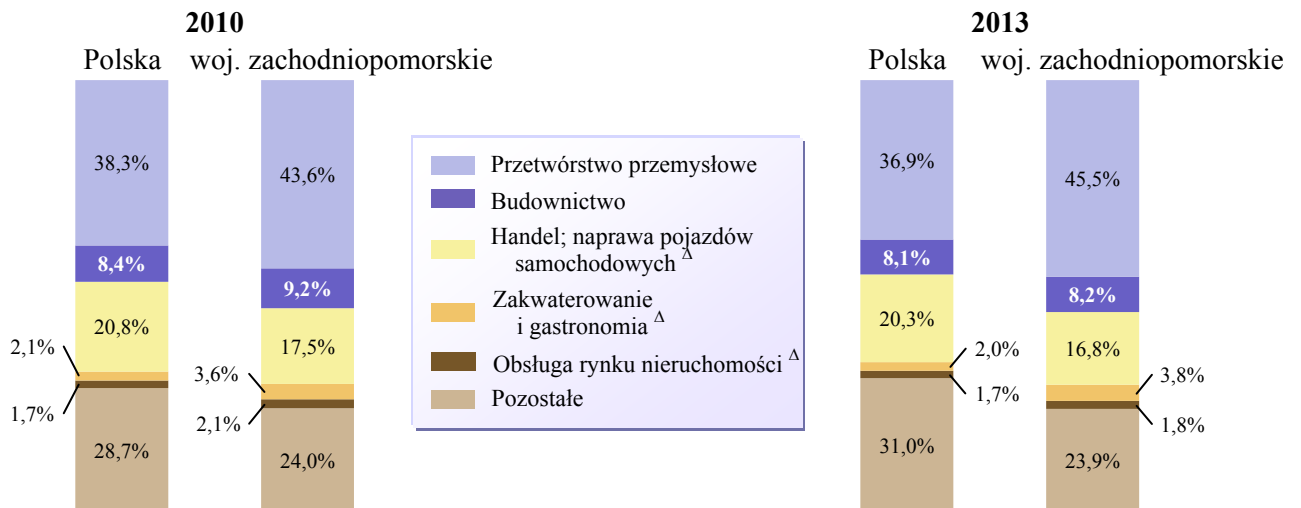 2010
Polska
woj. zachodniopomorskie
38,3%
8,4%
20,8%
2,1%
1,7%
28,7%
43,6%
9,2%
17,5%
3,6%
2,1%
24,0%
Przetwórstwo przemysłowe
Budownictwo
Handel; naprawa pojazdów
samochodowych Δ
Zakwaterowanie
i gastronomia Δ
Obsługa rynku nieruchomości Δ
Pozostałe
2013
Polska
woj. zachodniopomorskie
36,9%
8,1%
20,3%
2,0%
1,7%
31,0%
45,5%
8,2%
16,8%
3,8%
1,8%
23,9%